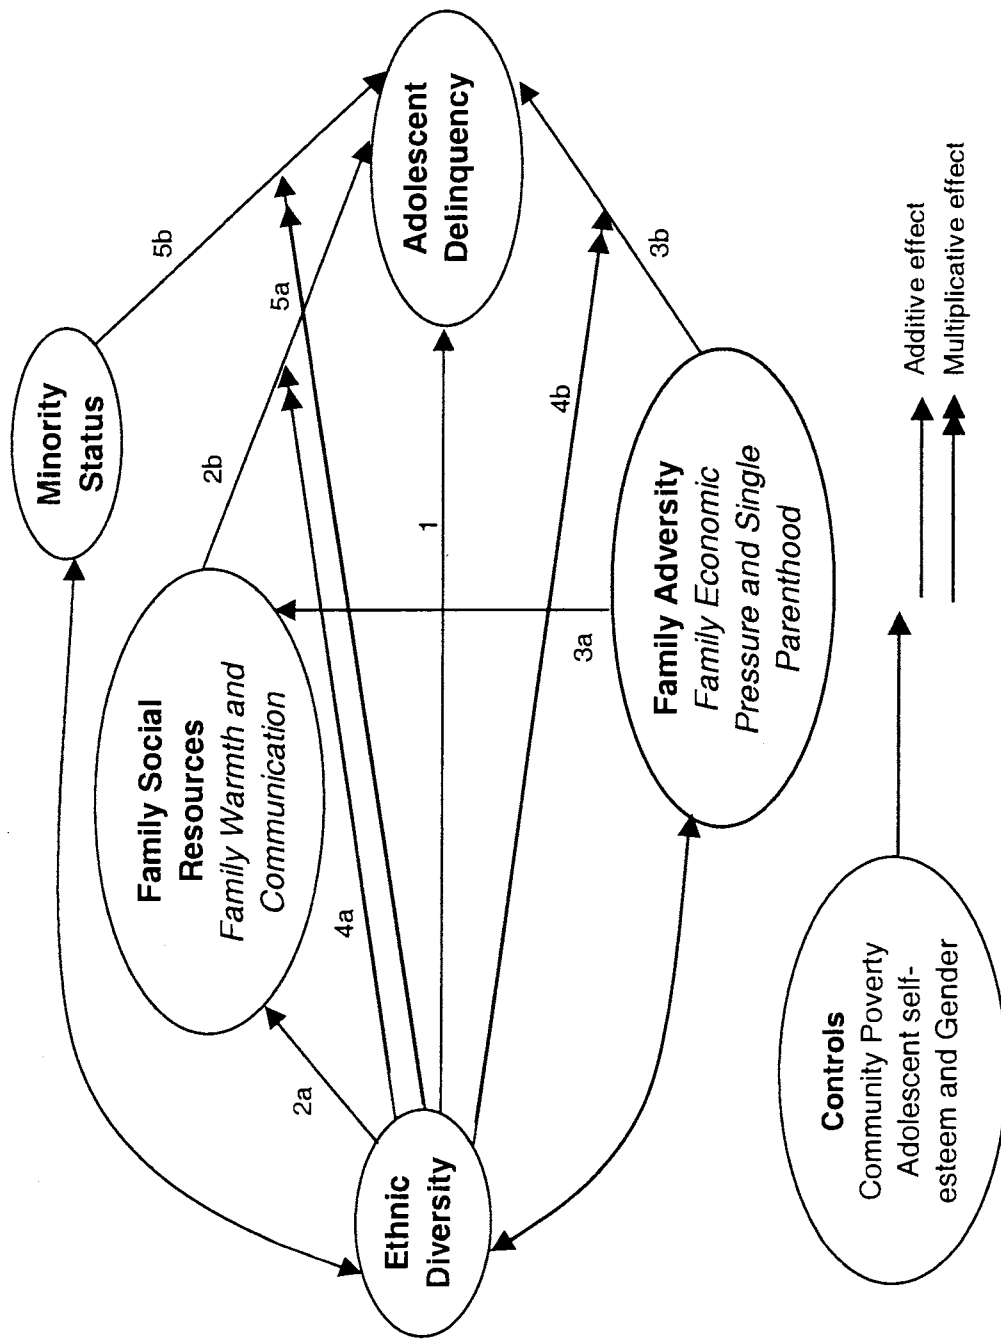 Minority
Status
5b
Family Social
Resources
Family Warmth and
Communication
2b
5a
4a
2a
Ethnic
Diversity
1
Adolescent
Delinquency
4b
3a
3b
Family Adversity
Family Economic
Pressure and Single
Parenthood
Controls
Community Poverty
Adolescent self-
esteem and Gender
Additive effect
Multiplicative effect